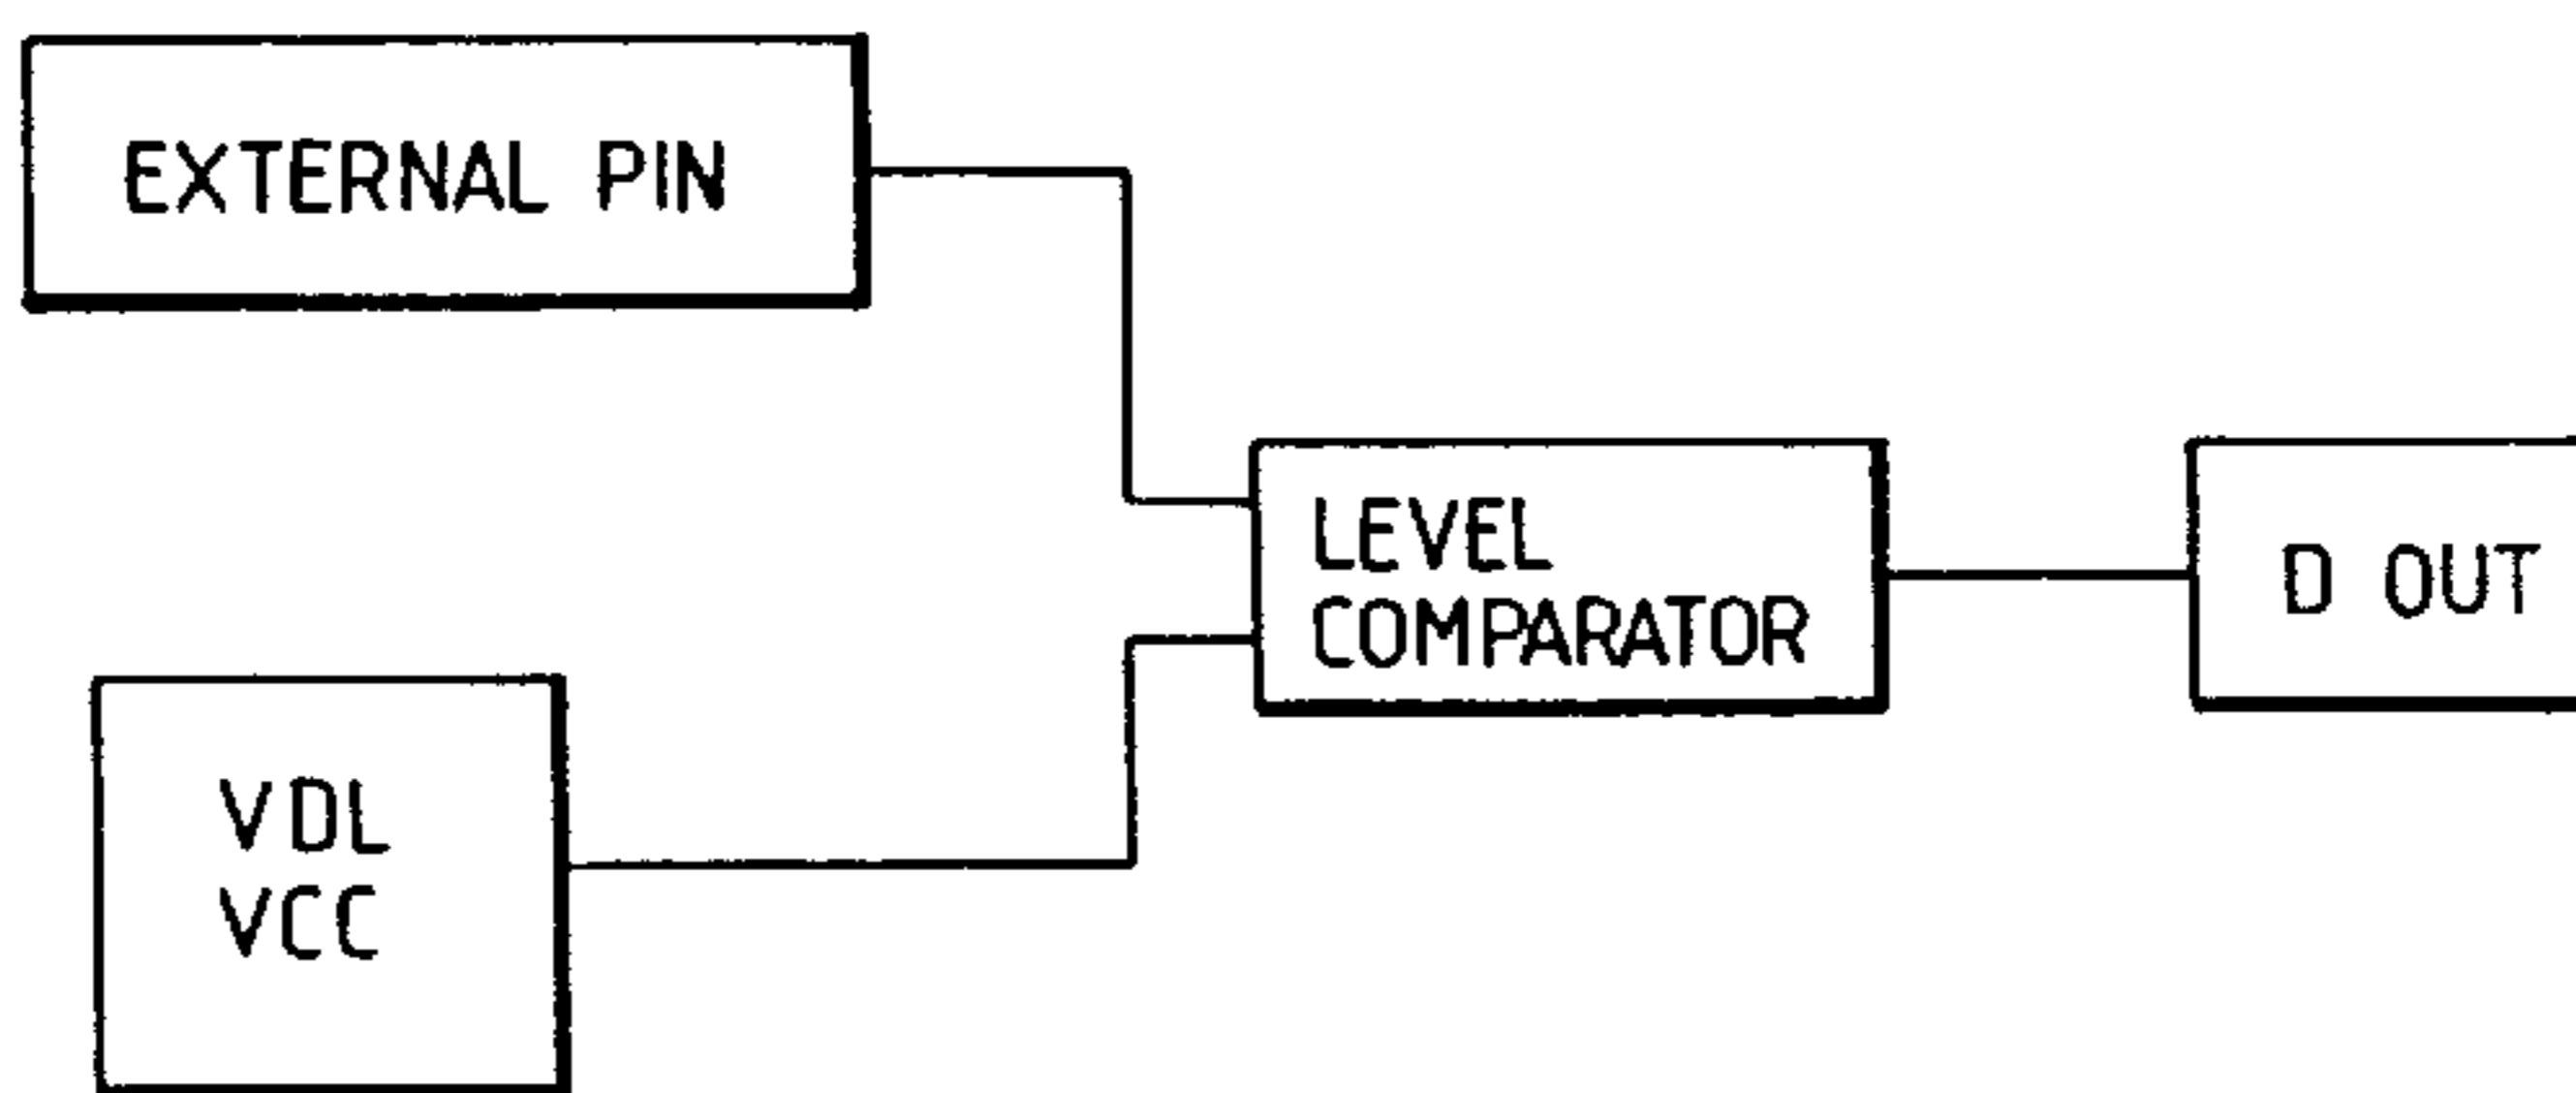 EXTERNAL PIN
LEVEL
COMPARATOR
D OUT
VDL
VCC